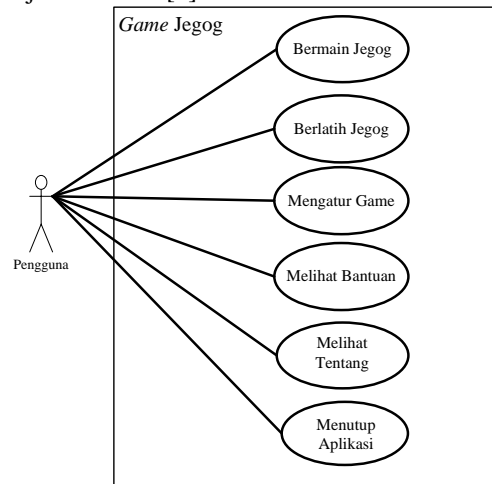 Game Jegog
Bermain Jegog
Berlatih Jegog
Mengatur Game
Pengguna
Melihat Bantuan
Melihat
Tentang
Menutup
Aplikasi